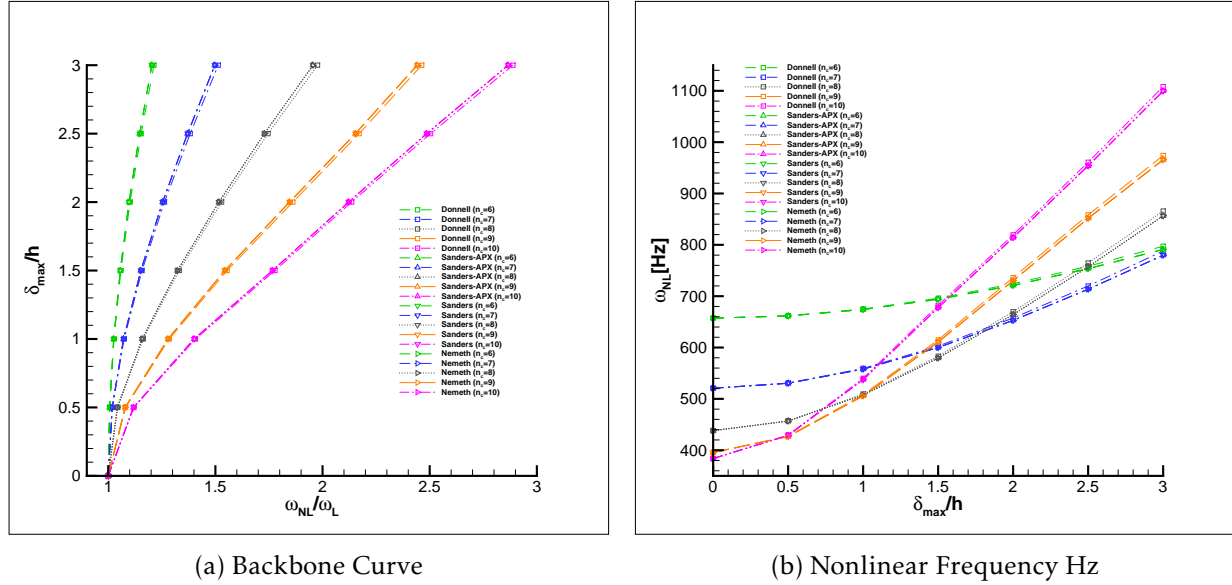 δmax/h
3
2.5
2
1.5
1
0.5
0
1
1.5
2
2.5
3
ωNL/ωL
Donnell (nc=6)
Donnell (nc=7)
Donnell (nc=8)
Donnell (nc=9)
Donnell (nc=10)
Sanders-APX (nc=6)
Sanders-APX (nc=7)
Sanders-APX (nc=8)
Sanders-APX (nc=9)
Sanders-APX (nc=10)
Sanders (nc=6)
Sanders (nc=7)
Sanders (nc=8)
Sanders (nc=9)
Sanders (nc=10)
Nemeth (nc=6)
Nemeth (nc=7)
Nemeth (nc=8)
Nemeth (nc=9)
Nemeth (nc=10)
(a) Backbone Curve
ωNL[Hz]
1100
1000
900
800
700
600
500
400
0
0.5
1
1.5
2
2.5
3
δmax/h
Donnell (nc=6)
Donnell (nc=7)
Donnell (nc=8)
Donnell (nc=9)
Donnell (nc=10)
Sanders-APX (nc=6)
Sanders-APX (nc=7)
Sanders-APX (nc=8)
Sanders-APX (nc=9)
Sanders-APX (nc=10)
Sanders (nc=6)
Sanders (nc=7)
Sanders (nc=8)
Sanders (nc=9)
Sanders (nc=10)
Nemeth (nc=6)
Nemeth (nc=7)
Nemeth (nc=8)
Nemeth (nc=9)
Nemeth (nc=10)
(b) Nonlinear Frequency Hz